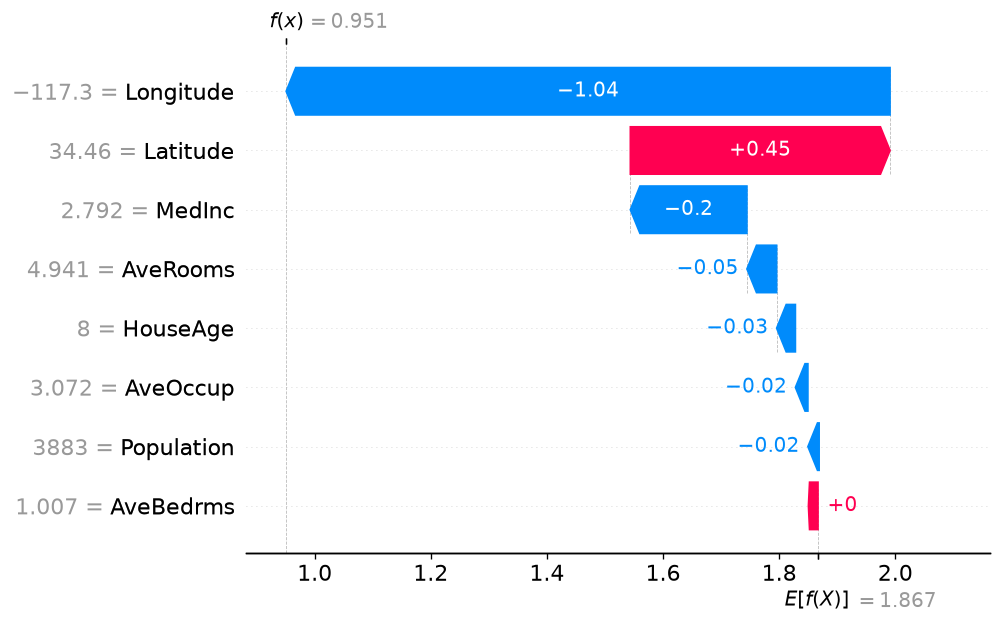 f(x) = 0.951
−117.3 = Longitude −1.04
34.46 = Latitude +0.45
2.792 = MedInc −0.2
4.941 = AveRooms −0.05
8 = HouseAge −0.03
3.072 = AveOccup −0.02
3883 = Population −0.02
1.007 = AveBedrms +0
1.0 1.2 1.4 1.6 1.8 2.0
E[f(X)] = 1.867